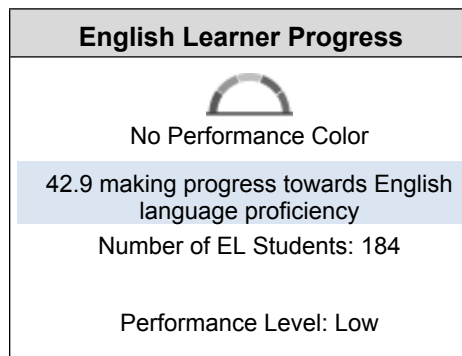 English Learner Progress
No Performance Color
42.9 making progress towards English
language proficiency
Number of EL Students: 184
Performance Level: Low